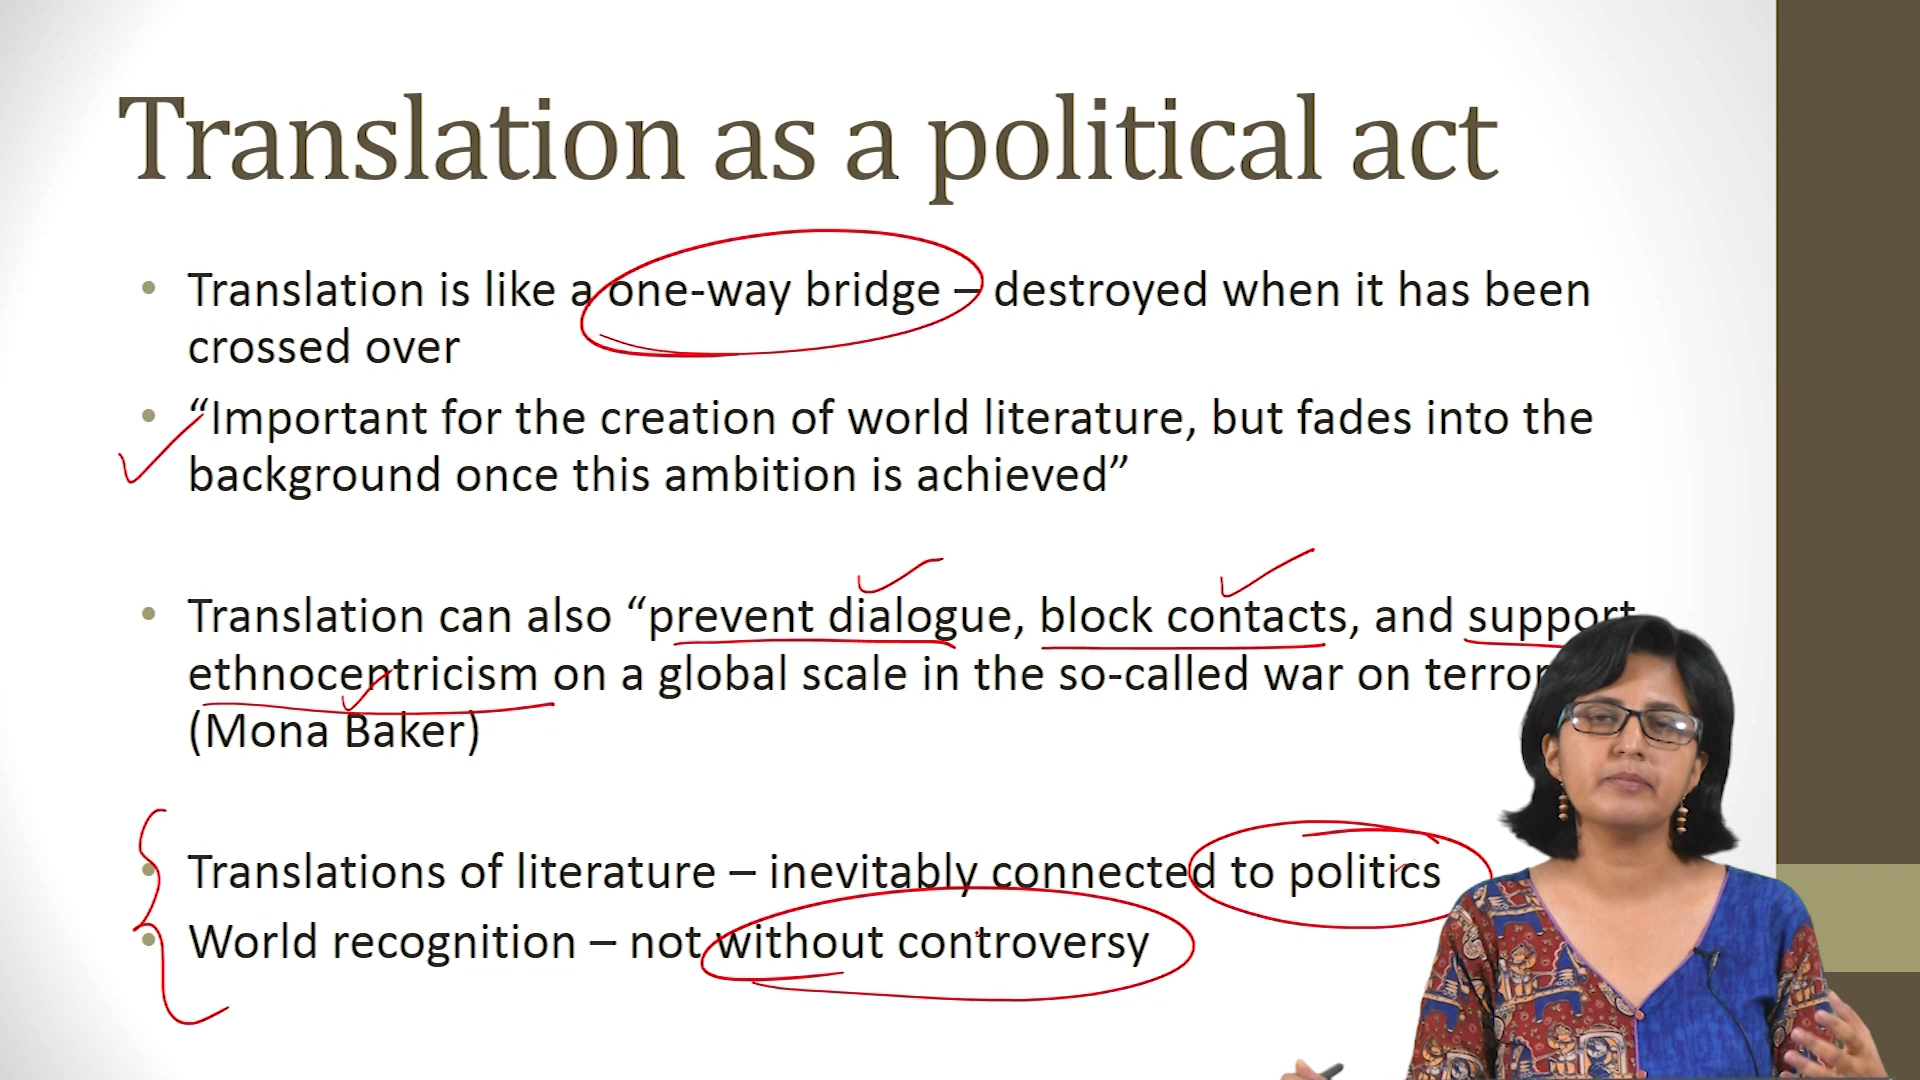 Translation as a political act
• Translation is like a one-way bridge – destroyed when it has been
crossed over
• “Important for the creation of world literature, but fades into the
background once this ambition is achieved”
• Translation can also “prevent dialogue, block contacts, and support
ethnocentricism on a global scale in the so-called war on terror
(Mona Baker)
• Translations of literature – inevitably connected to politics
• World recognition – not without controversy